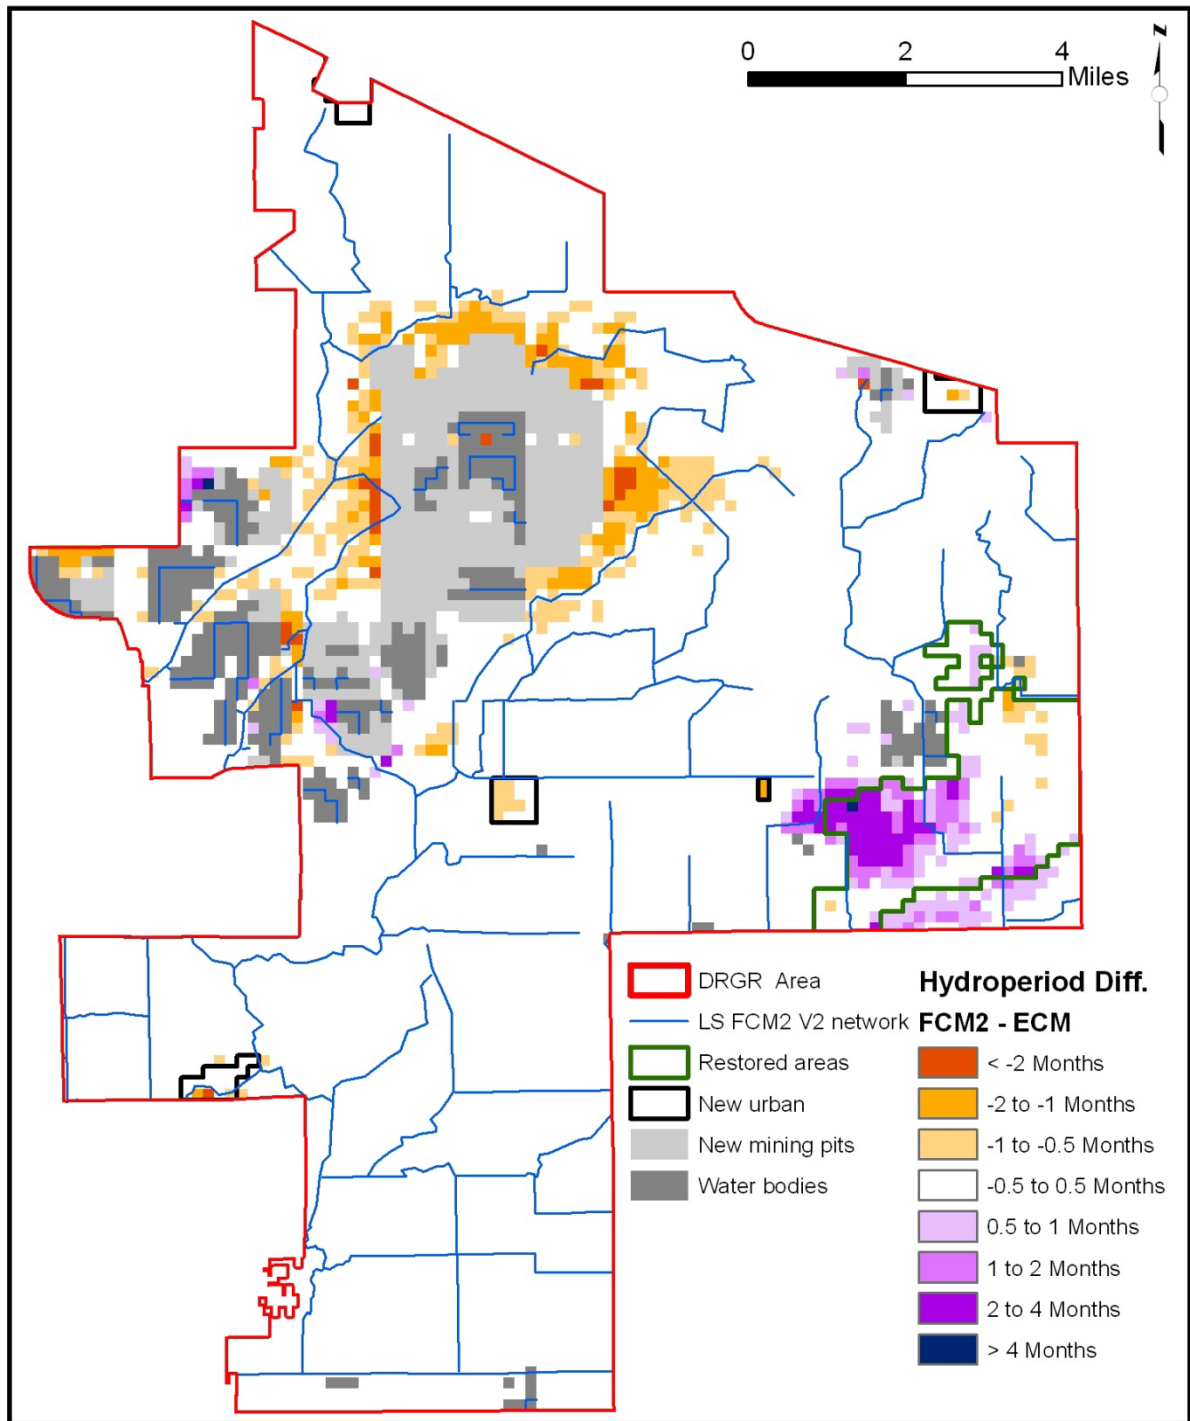 0 2 4
Miles
N
DRGR Area
LS FCM2 V2 network
Restored areas
New urban
New mining pits
Water bodies
Hydroperiod Diff.
FCM2 - ECM
< -2 Months
-2 to -1 Months
-1 to -0.5 Months
-0.5 to 0.5 Months
0.5 to 1 Months
1 to 2 Months
2 to 4 Months
> 4 Months